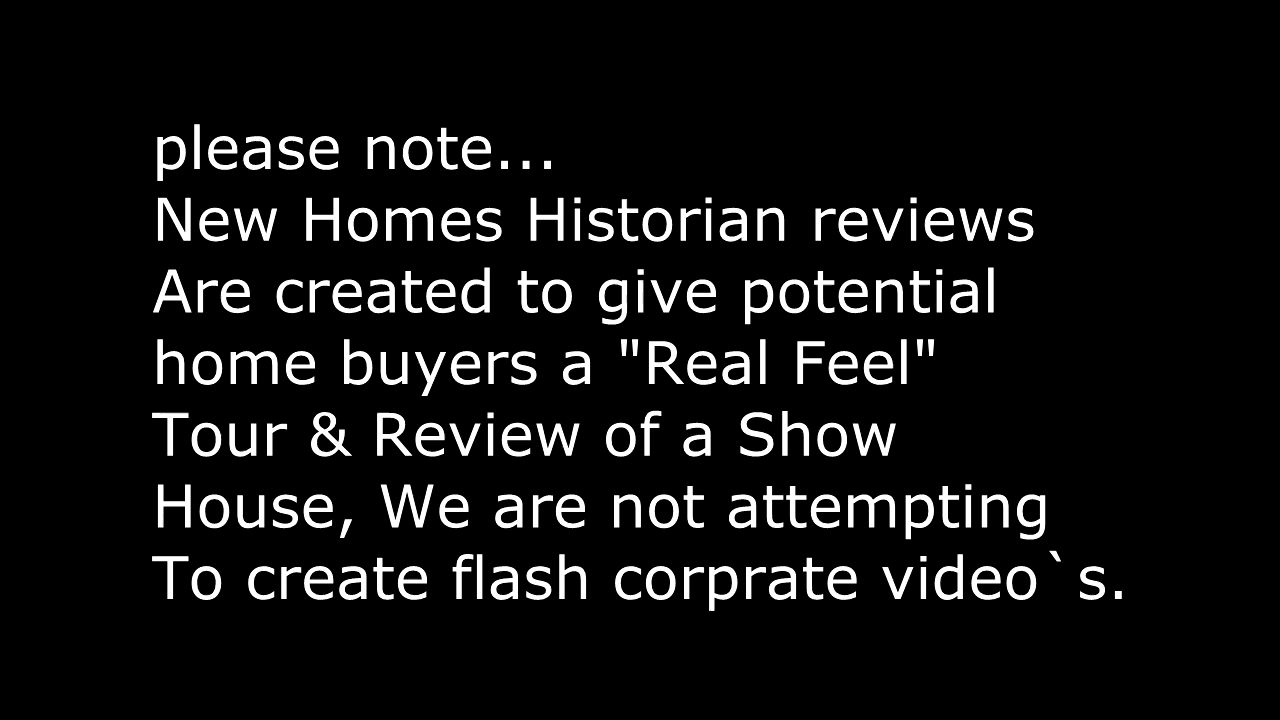 please note...
New Homes Historian reviews
Are created to give potential
home buyers a "Real Feel"
Tour & Review of a Show
House, We are not attempting
To create flash corprate video`s.